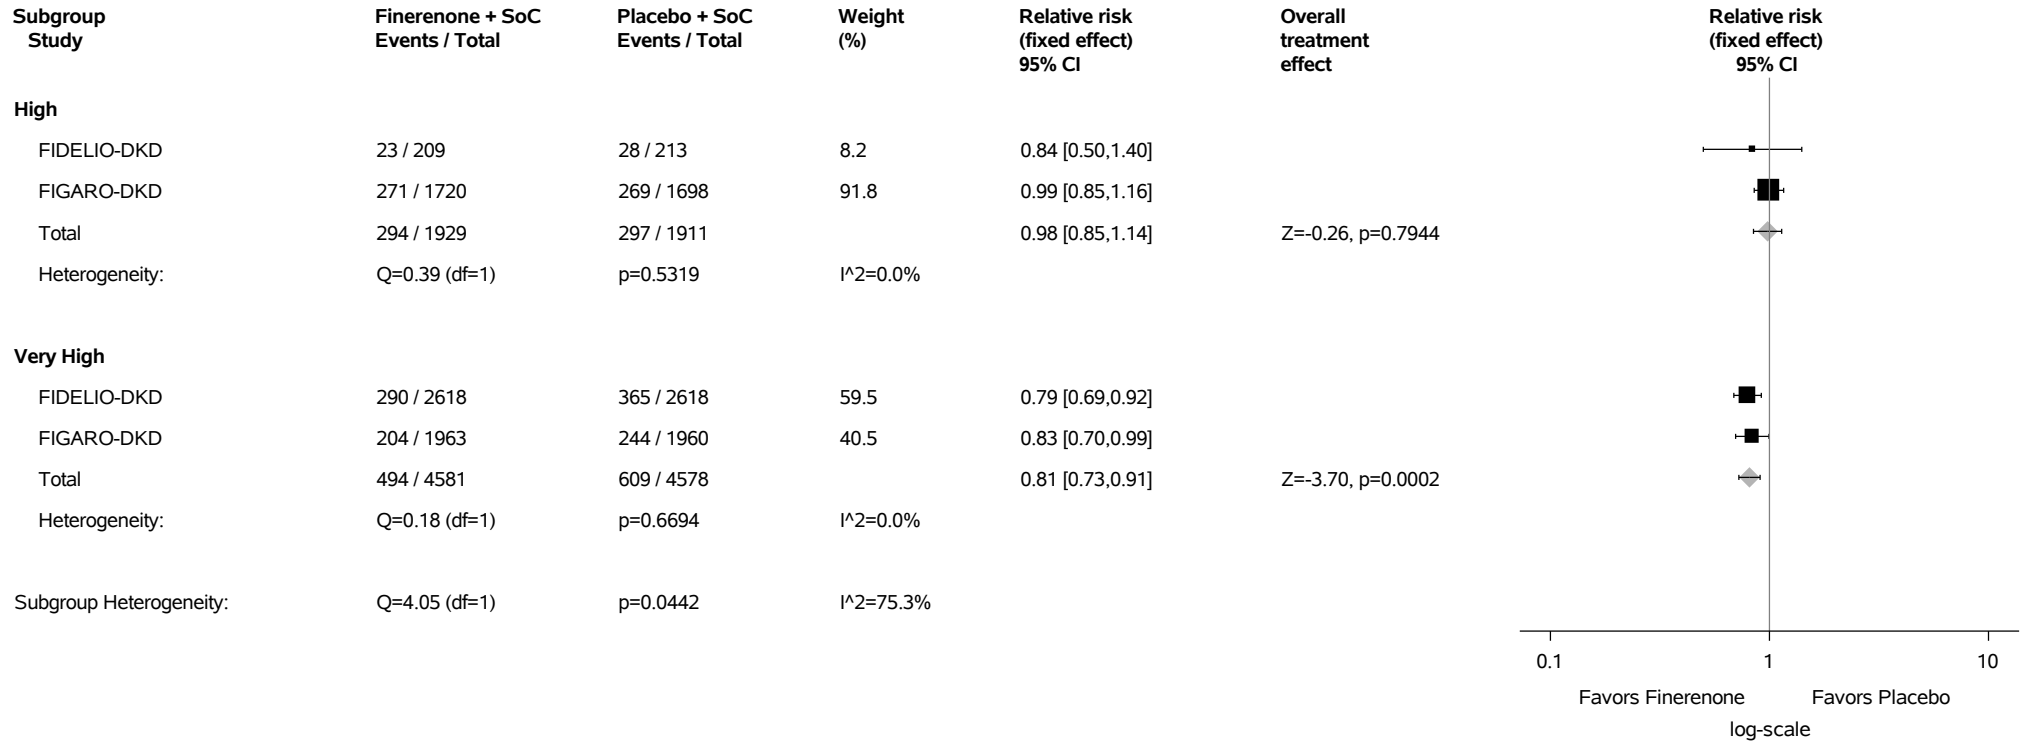 Subgroup Finerenone + SoC Placebo + SoC Weight Relative risk Overall Relative risk
Study Events / Total Events / Total (%) (fixed effect) treatment (fixed effect)
95% CI effect 95% CI
High
FIDELIO-DKD 23 / 209 28 / 213 8.2 0.84 [0.50,1.40]
FIGARO-DKD 271 / 1720 269 / 1698 91.8 0.99 [0.85,1.16]
Total 294 / 1929 297 / 1911 0.98 [0.85,1.14] Z=-0.26, p=0.7944
Heterogeneity: Q=0.39 (df=1) p=0.5319 I^2=0.0%
Very High
FIDELIO-DKD 290 / 2618 365 / 2618 59.5 0.79 [0.69,0.92]
FIGARO-DKD 204 / 1963 244 / 1960 40.5 0.83 [0.70,0.99]
Total 494 / 4581 609 / 4578 0.81 [0.73,0.91] Z=-3.70, p=0.0002
Heterogeneity: Q=0.18 (df=1) p=0.6694 I^2=0.0%
Subgroup Heterogeneity: Q=4.05 (df=1) p=0.0442 I^2=75.3%
0.1 1 10
Favors Finerenone Favors Placebo
log-scale